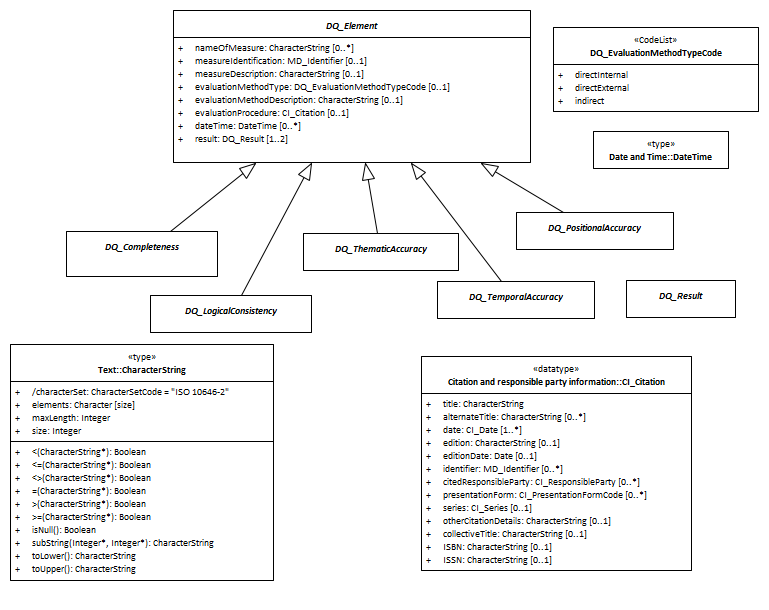 DQ_Element
+ nameOfMeasure: CharacterString [0..*]
+ measureIdentification: MD_Identifier [0..1]
+ measureDescription: CharacterString [0..1]
+ evaluationMethodType: DQ_EvaluationMethodTypeCode [0..1]
+ evaluationMethodDescription: CharacterString [0..1]
+ evaluationProcedure: CI_Citation [0..1]
+ dateTime: DateTime [0..*]
+ result: DQ_Result [1..2]
«CodeList»
DQ_EvaluationMethodTypeCode
+ directInternal
+ directExternal
+ indirect
«type»
Date and Time::DateTime
DQ_Completeness
DQ_LogicalConsistency
DQ_ThematicAccuracy
DQ_TemporalAccuracy
DQ_PositionalAccuracy
DQ_Result
«type»
Text::CharacterString
+ /characterSet: CharacterSetCode = "ISO 10646-2"
+ elements: Character [size]
+ maxLength: Integer
+ size: Integer
+ <(CharacterString*): Boolean
+ <=(CharacterString*): Boolean
+ <>(CharacterString*): Boolean
+ =(CharacterString*): Boolean
+ >(CharacterString*): Boolean
+ >=(CharacterString*): Boolean
+ isNull(): Boolean
+ subString(Integer*, Integer*): CharacterString
+ toLower(): CharacterString
+ toUpper(): CharacterString
«datatype»
Citation and responsible party information::CI_Citation
+ title: CharacterString
+ alternateTitle: CharacterString [0..*]
+ date: CI_Date [1..*]
+ edition: CharacterString [0..1]
+ editionDate: Date [0..1]
+ identifier: MD_Identifier [0..*]
+ citedResponsibleParty: CI_ResponsibleParty [0..*]
+ presentationForm: CI_PresentationFormCode [0..*]
+ series: CI_Series [0..1]
+ otherCitationDetails: CharacterString [0..1]
+ collectiveTitle: CharacterString [0..1]
+ ISBN: CharacterString [0..1]
+ ISSN: CharacterString [0..1]